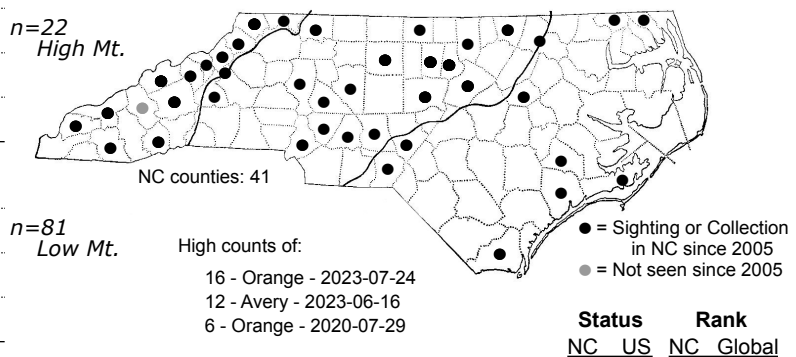 n=22
High Mt.
NC counties: 41
n=81
Low Mt.
High counts of:
16 - Orange - 2023-07-24
12 - Avery - 2023-06-16
6 - Orange - 2020-07-29
● = Sighting or Collection
in NC since 2005
● = Not seen since 2005
Status Rank
NC US NC Global